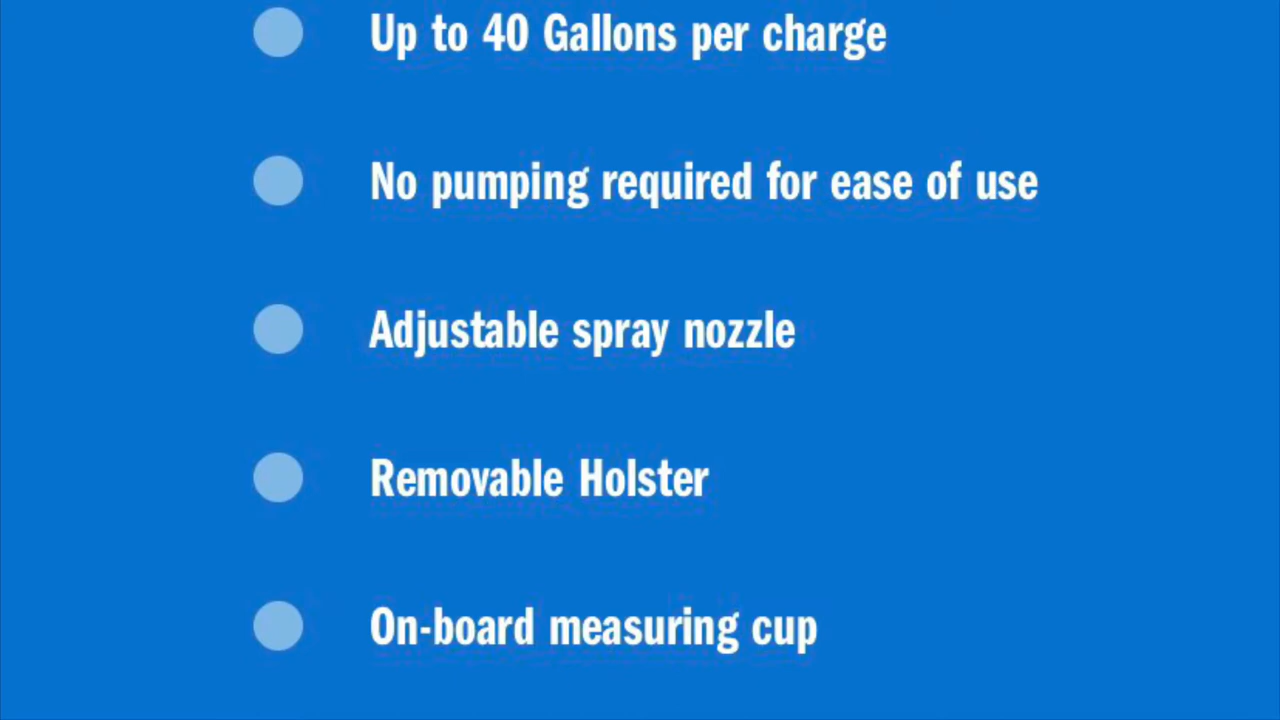 Up to 40 Gallons per charge
No pumping required for ease of use
Adjustable spray nozzle
Removable Holster
On-board measuring cup